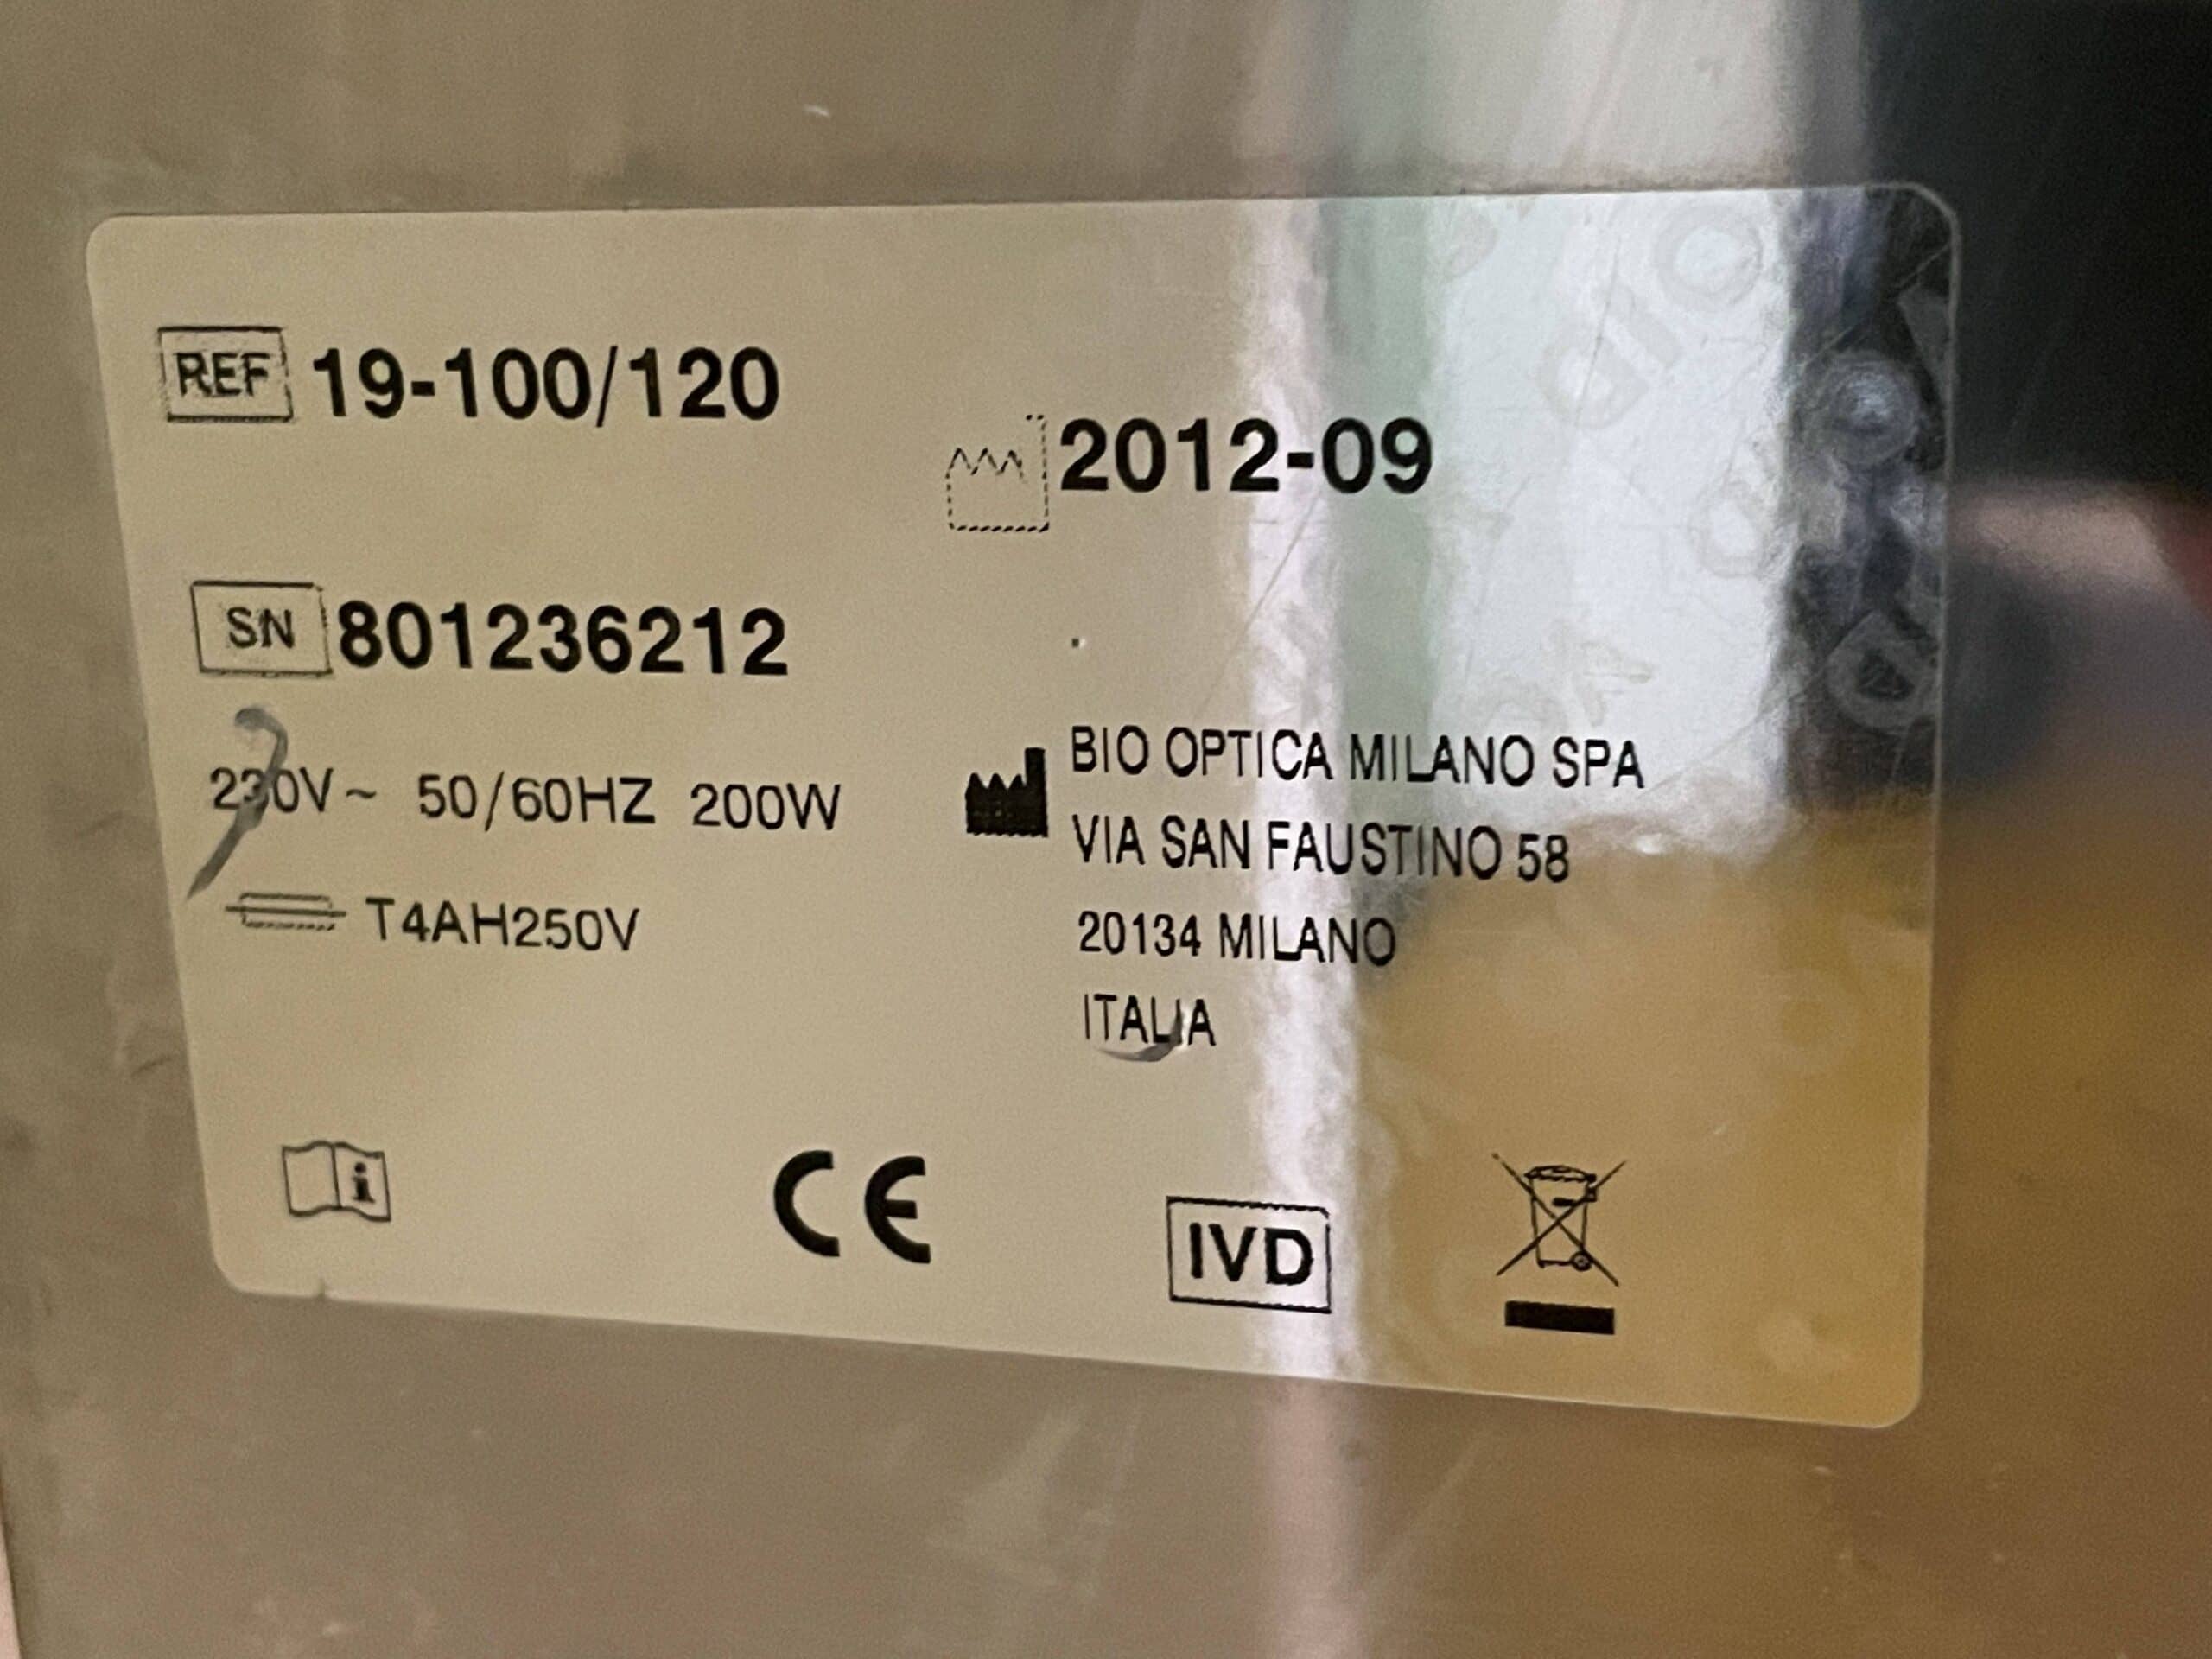 REF 19-100/120
2012-09
SN 801236212
230V~ 50/60HZ 200W
T4AH250V
BIO OPTICA MILANO SPA
VIA SAN FAUSTINO 58
20134 MILANO
ITALIA
i
CE
IVD